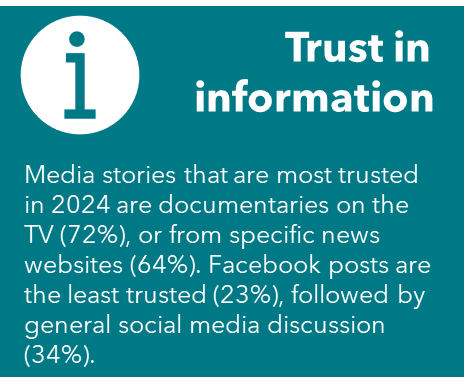 Trust in
information
Media stories that are most trusted
in 2024 are documentaries on the
TV (72%), or from specific news
websites (64%). Facebook posts are
the least trusted (23%), followed by
general social media discussion
(34%).